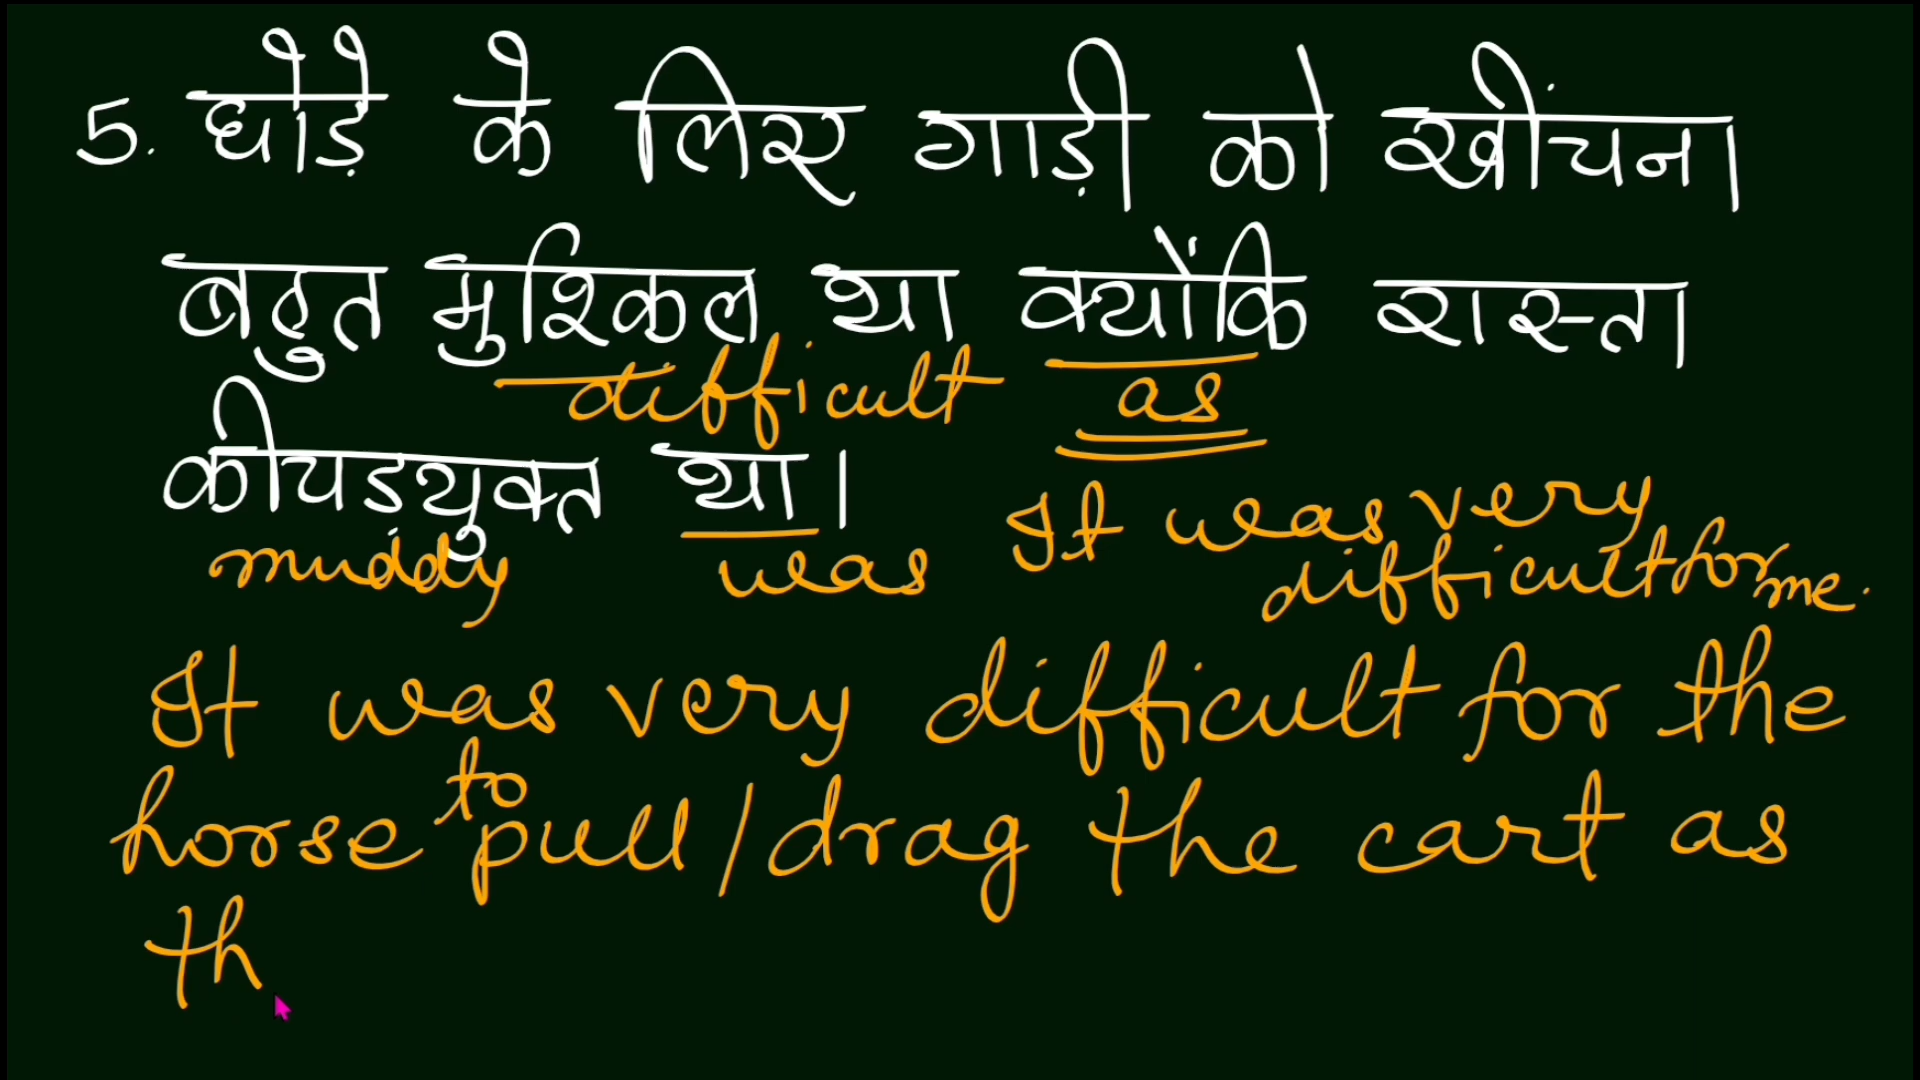 5. घोड़े के लिए गाड़ी को खींचना
बहुत मुश्किल था क्योंकि रास्ता
difficult as
कीचड़युक्त था।
muddy was
It was very
difficult for me.
It was very difficult for the
horse to pull/drag the cart as
th